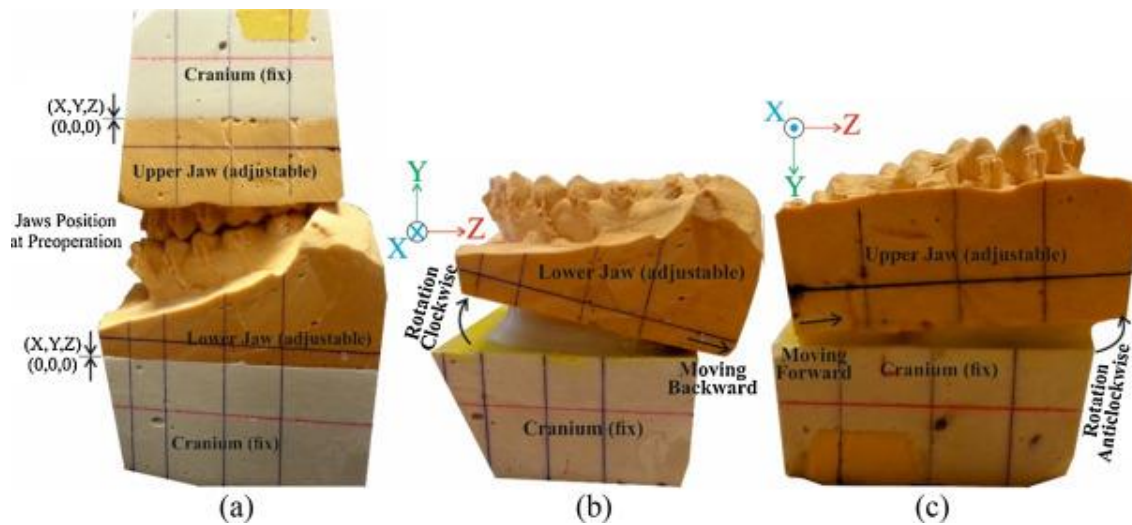 Cranium (fix)
(X,Y,Z)
(0,0,0)
Upper Jaw (adjustable)
Jaws Position
at Preoperation
Lower Jaw (adjustable)
(X,Y,Z)
(0,0,0)
Cranium (fix)
(a)
Y
X
Z
Lower Jaw (adjustable)
Rotation
Clockwise
Moving
Backward
Cranium (fix)
(b)
X
Z
Y
Upper Jaw (adjustable)
Moving
Forward
Cranium (fix)
Rotation
Anticlockwise
(c)